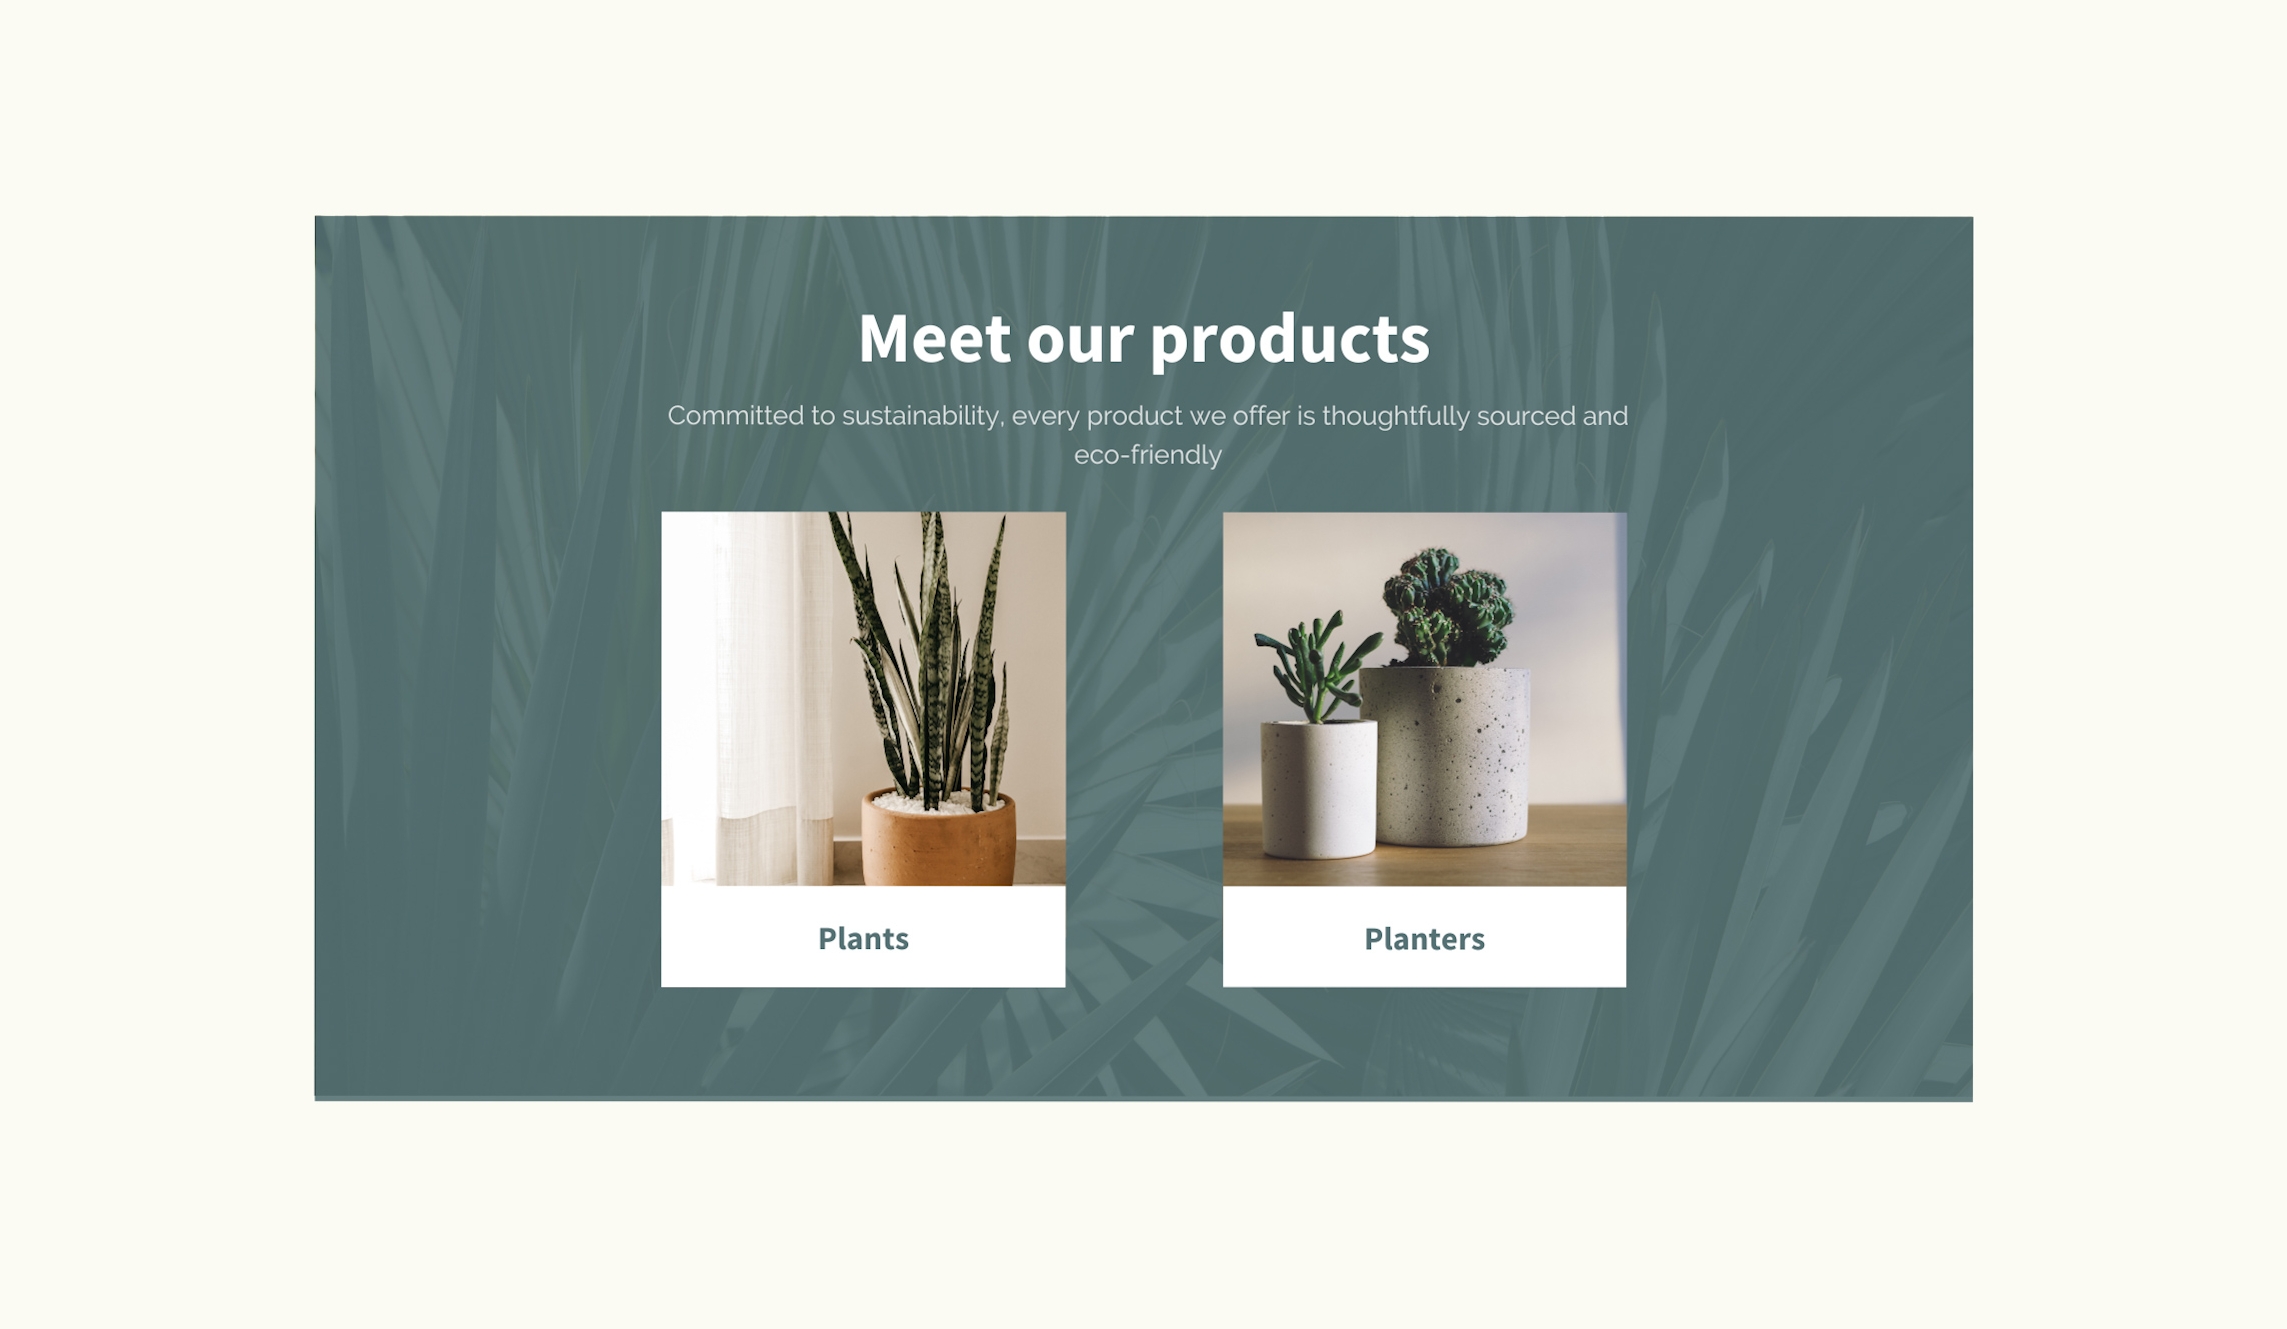 Meet our products
Committed to sustainability, every product we offer is thoughtfully sourced and
eco-friendly
Plants
Planters